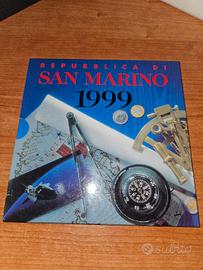 REPUBBLICA DI
SAN MARINO
1999
subito